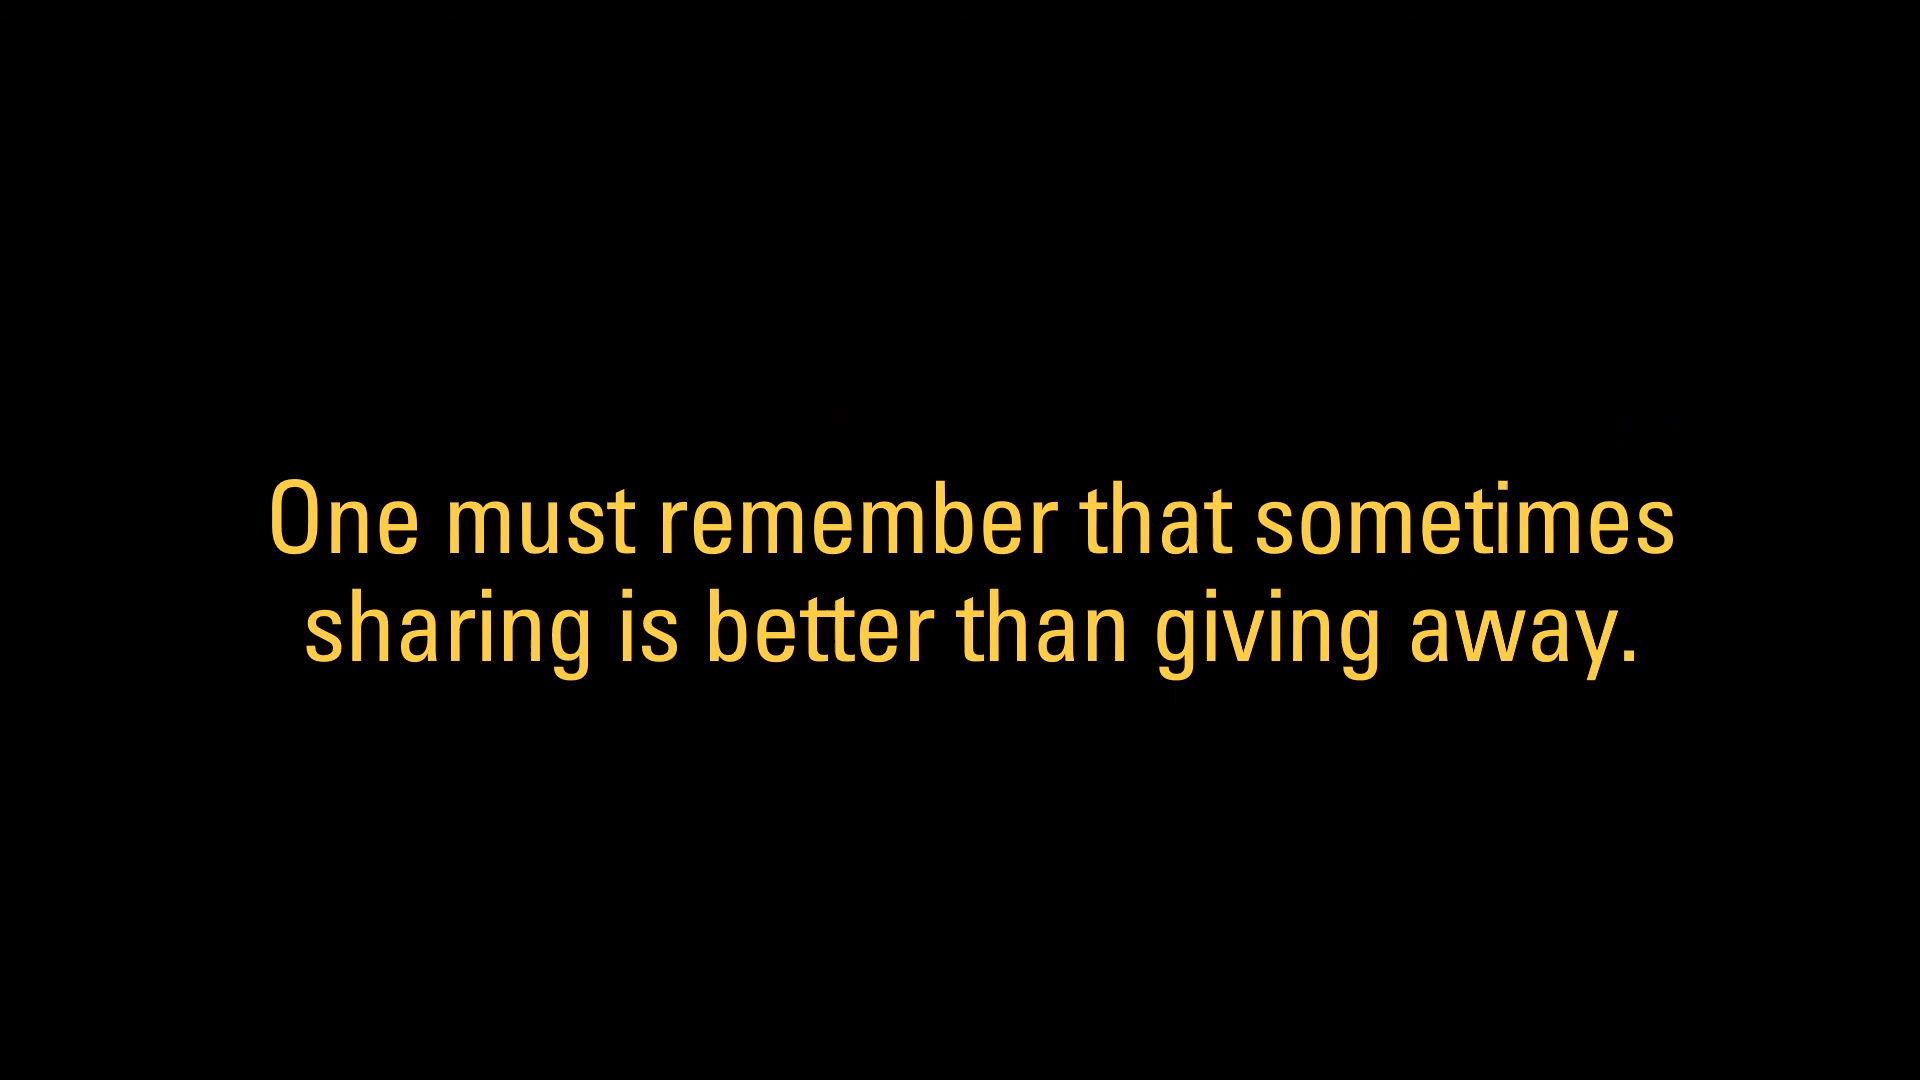 One must remember that sometimes
sharing is better than giving away.